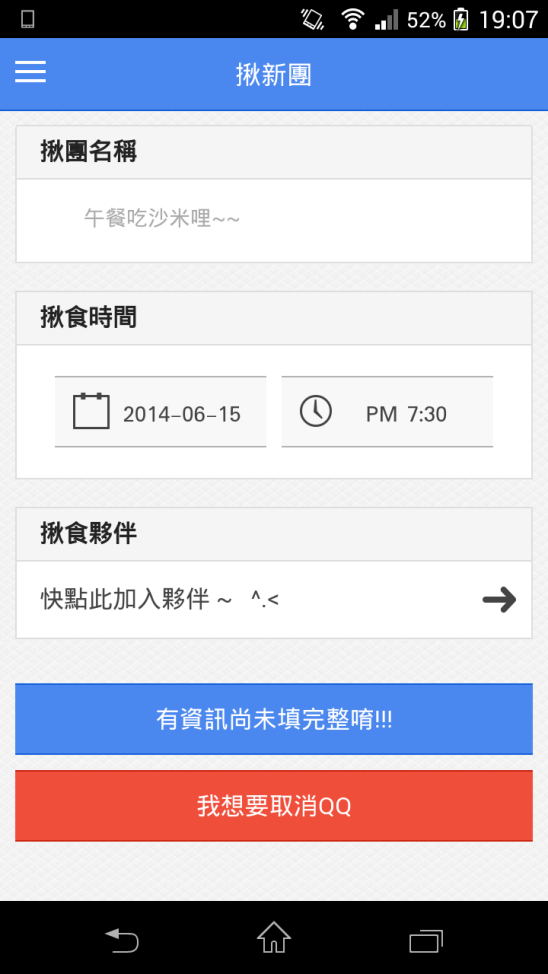 52% 19:07
揪新團
揪團名稱
午餐吃沙米哩~~
揪食時間
2014-06-15 PM 7:30
揪食夥伴
快點此加入夥伴 ~ ^.<
有資訊尚未填完整唷!!!
我想要取消QQ